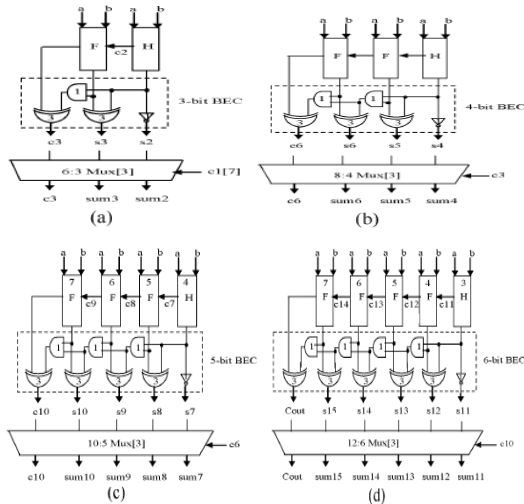 a b
F c2 H
1
3-bit BEC
3 3
c3 s3 s2
6:3 Mux[3] c1[7]
c3 sum3 sum2
(a)
a b
F F H
1 1
4-bit BEC
3 3 3
c6 s6 s5 s4
8:4 Mux[3] c3
c6 sum6 sum5 sum4
(b)
a b a b a b a b
7 6 5 4
F c9 F c8 F c7 H
1 1 1
5-bit BEC
3 3 3 3
c10 s10 s9 s8 s7
10:5 Mux[3] c6
c10 sum10 sum9 sum8 sum7
(c)
a b a b a b a b
7 6 5 4 3
F c14 F c13 F c12 F c11 H
1 1 1 1
6-bit BEC
3 3 3 3 3
Cout s15 s14 s13 s12 s11
12:6 Mux[3] c10
Cout sum15 sum14 sum13 sum12 sum11
(d)